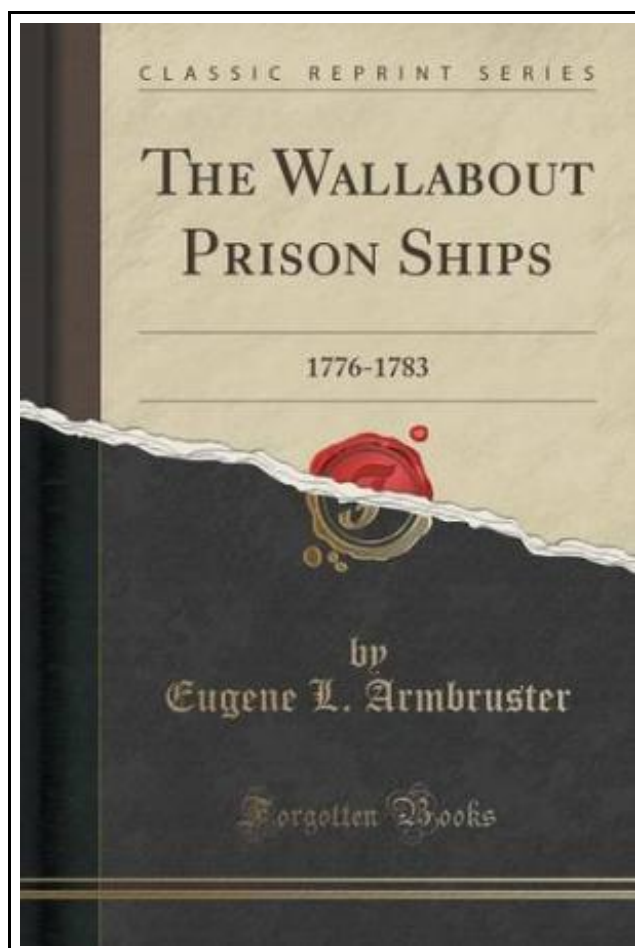 CLASSIC REPRINT SERIES
THE WALLABOUT
PRISON SHIPS
1776-1783
by
Eugene L. Armbruster
Forgotten Books